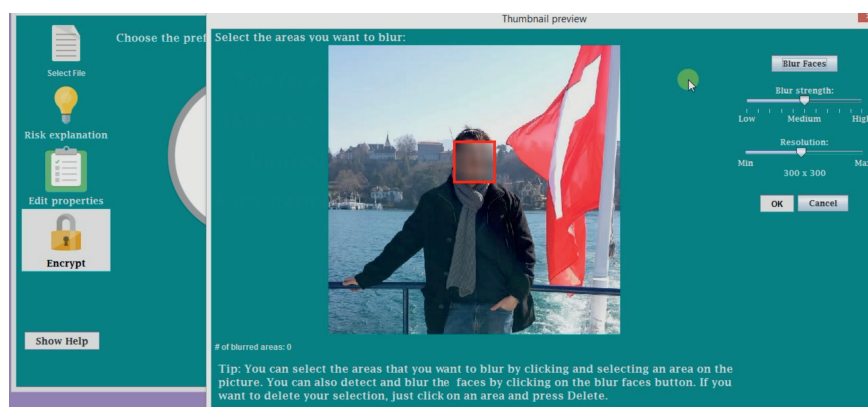 Thumbnail preview
Select File
Risk explanation
Edit properties
Encrypt
Show Help
Choose the pref
Select the areas you want to blur:
# of blurred areas: 0
Tip: You can select the areas that you want to blur by clicking and selecting an area on the
picture. You can also detect and blur the faces by clicking on the blur faces button. If you
want to delete your selection, just click on an area and press Delete.
Blur Faces
Blur strength:
Low Medium High
Resolution:
Min Max
300 x 300
OK Cancel